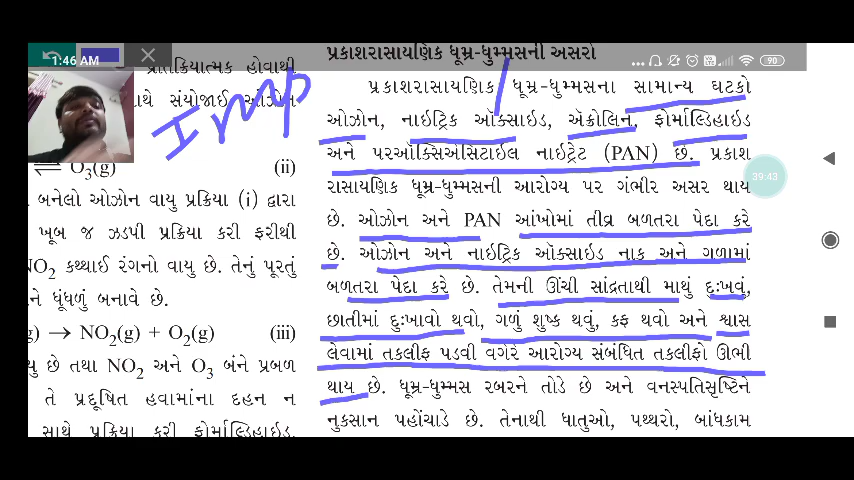 1:46 AM
90
પ્રતિક્રિયાત્મક હોવાથી
સાથે સંયોજાઈ ઓઝોન
Imp
⇌ O₃(g) (ii)
બનેલો ઓઝોન વાયુ પ્રક્રિયા (i) દ્વારા
ખૂબ જ ઝડપી પ્રક્રિયા કરી ફરીથી
NO₂ કથ્થાઈ રંગનો વાયુ છે. તેનું પૂરતું
ને ધૂંધળું બનાવે છે.
g) → NO₂(g) + O₂(g) (iii)
યુ છે તથા NO₂ અને O₃ બંને પ્રબળ
તે પ્રદૂષિત હવામાંના દહન ન
સાથે પ્રક્રિયા કરી ફોર્માલ્ડિહાઇડ,
પ્રકાશરાસાયણિક ધૂમ્ર-ધુમ્મસની અસરો
પ્રકાશરાસાયણિક ધૂમ્ર-ધુમ્મસના સામાન્ય ઘટકો
ઓઝોન, નાઇટ્રિક ઑક્સાઇડ, ઍક્રોલિન, ફોર્માલ્ડિહાઇડ
અને પરઑક્સિએસિટાઇલ નાઇટ્રેટ (PAN) છે. પ્રકાશ
રાસાયણિક ધૂમ્ર-ધુમ્મસની આરોગ્ય પર ગંભીર અસર થાય
છે. ઓઝોન અને PAN આંખોમાં તીવ્ર બળતરા પેદા કરે
છે. ઓઝોન અને નાઇટ્રિક ઑક્સાઇડ નાક અને ગળામાં
બળતરા પેદા કરે છે. તેમની ઊંચી સાંદ્રતાથી માથું દુઃખવું,
છાતીમાં દુઃખાવો થવો, ગળું શુષ્ક થવું, કફ થવો અને શ્વાસ
લેવામાં તકલીફ પડવી વગેરે આરોગ્ય સંબંધિત તકલીફો ઊભી
થાય છે. ધૂમ્ર-ધુમ્મસ રબરને તોડે છે અને વનસ્પતિસૃષ્ટિને
નુકસાન પહોંચાડે છે. તેનાથી ધાતુઓ, પથ્થરો, બાંધકામ
39:43